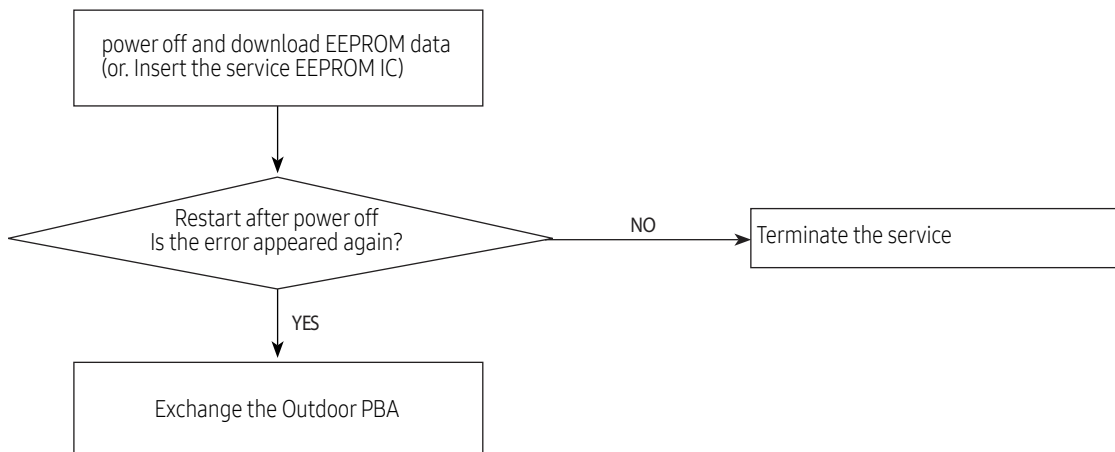 power off and download EEPROM data
(or. Insert the service EEPROM IC)
Restart after power off
Is the error appeared again?
NO
Terminate the service
YES
Exchange the Outdoor PBA